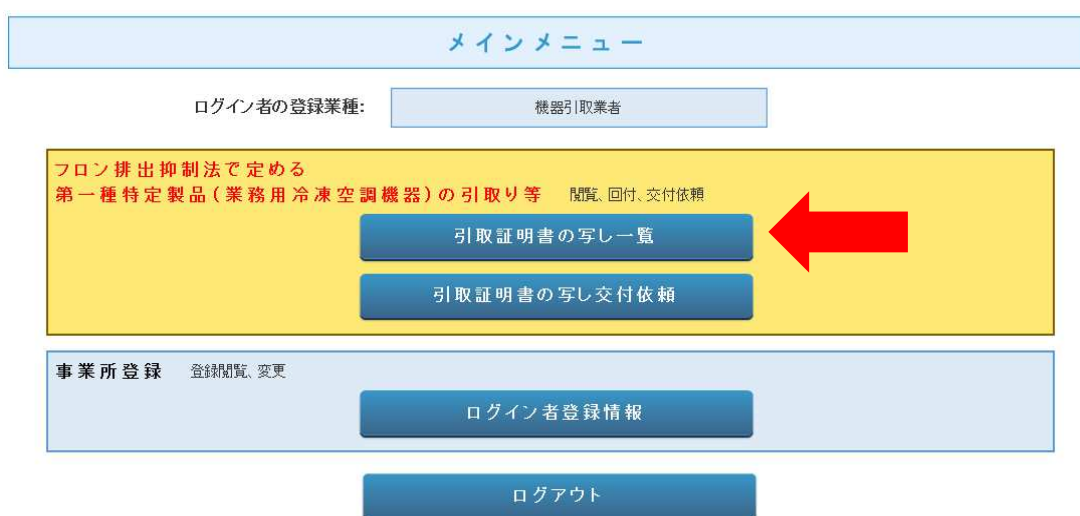 メインメニュー
ログイン者の登録業種: 機器引取業者
フロン排出抑制法で定める
第一種特定製品(業務用冷凍空調機器)の引取り等 閲覧、回付、交付依頼
引取証明書の写し一覧
引取証明書の写し交付依頼
事業所登録 登録閲覧、変更
ログイン者登録情報
ログアウト